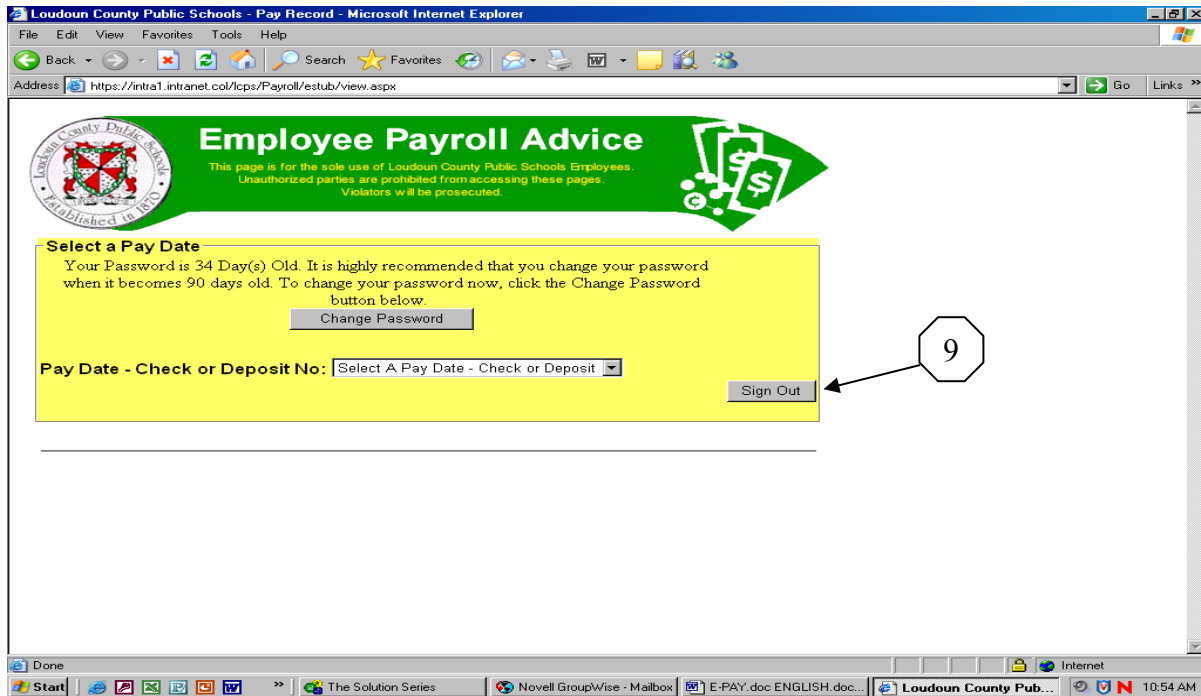 Loudoun County Public Schools - Pay Record - Microsoft Internet Explorer
File Edit View Favorites Tools Help
Back Search Favorites
Address https://intra1.intranet.col/lcps/Payroll/estub/view.aspx Go Links »
County Public Schools
Loudoun
Established in 1870
Employee Payroll Advice
This page is for the sole use of Loudoun County Public Schools Employees.
Unauthorized parties are prohibited from accessing these pages.
Violators will be prosecuted.
Select a Pay Date
Your Password is 34 Day(s) Old. It is highly recommended that you change your password
when it becomes 90 days old. To change your password now, click the Change Password
button below.
Change Password
Pay Date - Check or Deposit No: Select A Pay Date - Check or Deposit
Sign Out
9
Done Internet
Start » The Solution Series Novell GroupWise - Mailbox E-PAY.doc ENGLISH.doc... Loudoun County Pub... 10:54 AM